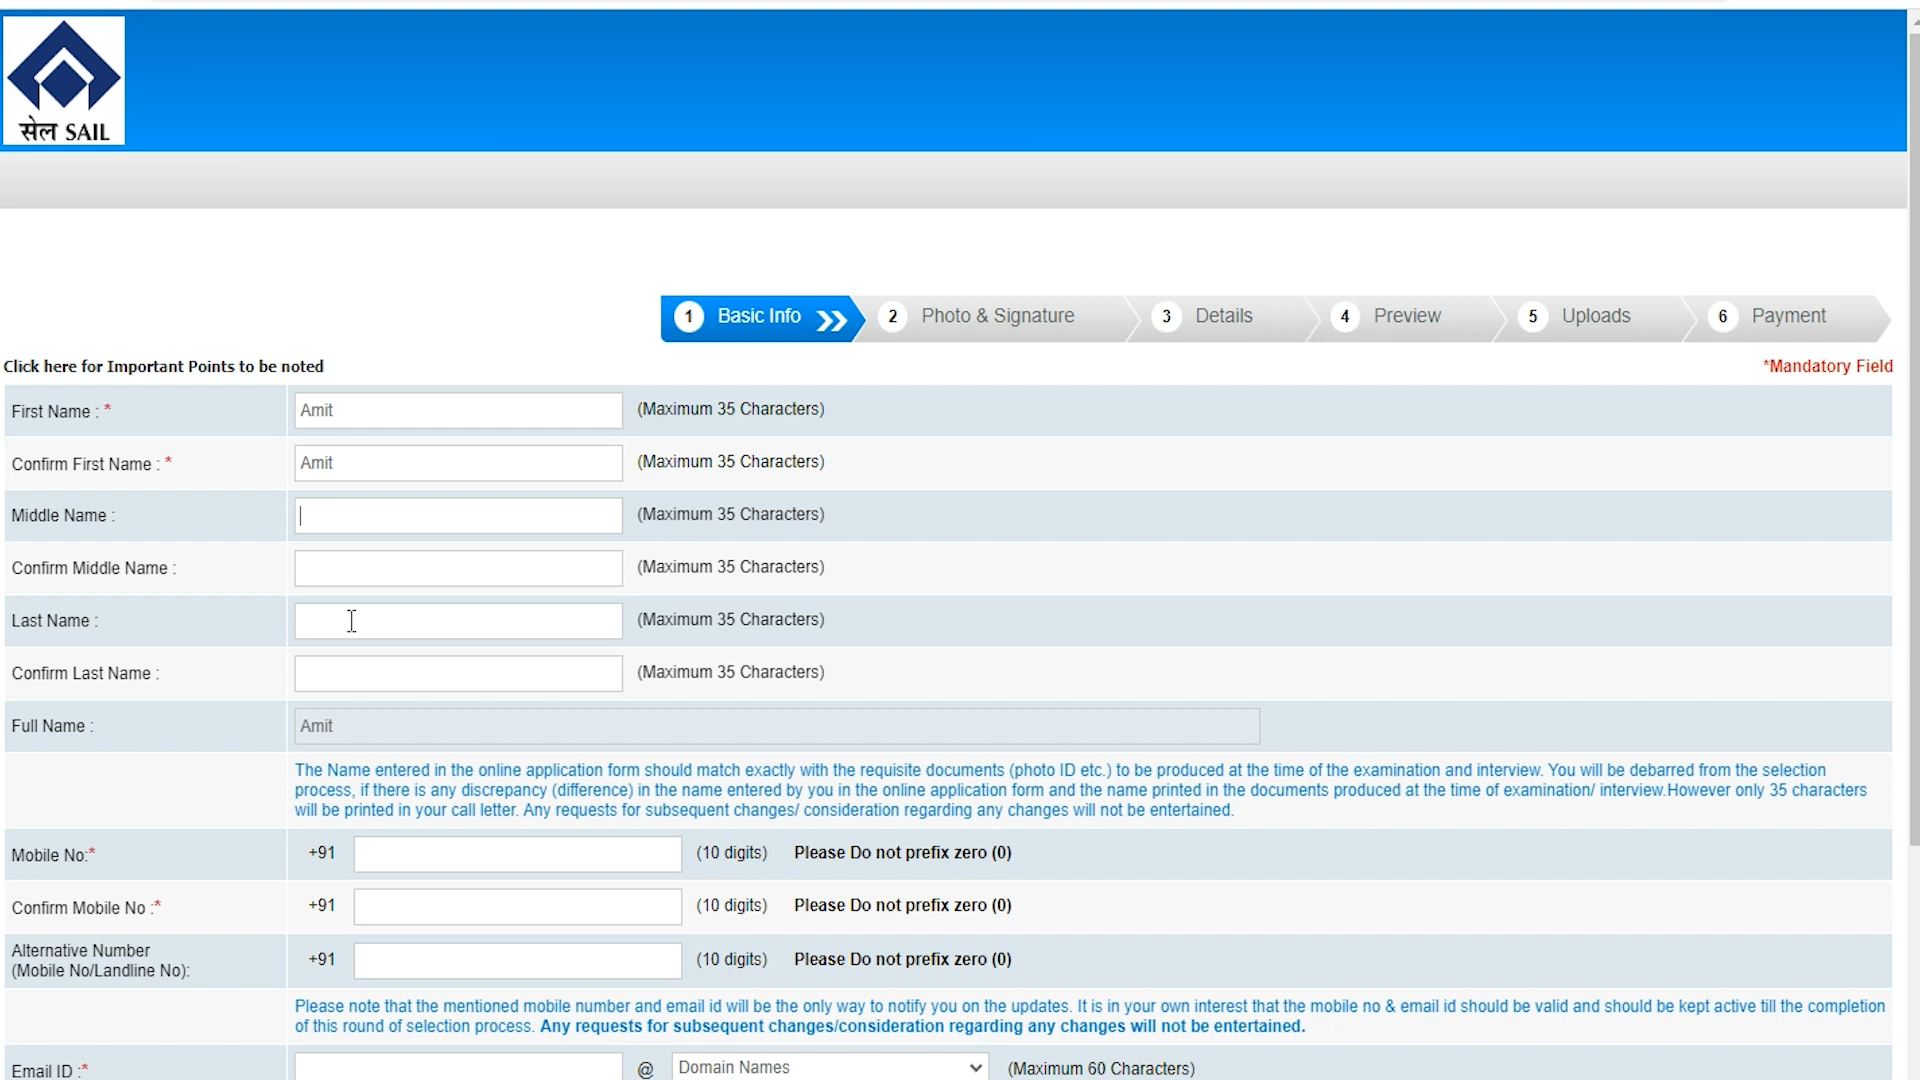 सेल SAIL
1 Basic Info 2 Photo & Signature 3 Details 4 Preview 5 Uploads 6 Payment
Click here for Important Points to be noted *Mandatory Field
First Name : * Amit (Maximum 35 Characters)
Confirm First Name : * Amit (Maximum 35 Characters)
Middle Name : (Maximum 35 Characters)
Confirm Middle Name : (Maximum 35 Characters)
Last Name : (Maximum 35 Characters)
Confirm Last Name : (Maximum 35 Characters)
Full Name : Amit
The Name entered in the online application form should match exactly with the requisite documents (photo ID etc.) to be produced at the time of the examination and interview. You will be debarred from the selection
process, if there is any discrepancy (difference) in the name entered by you in the online application form and the name printed in the documents produced at the time of examination/ interview.However only 35 characters
will be printed in your call letter. Any requests for subsequent changes/ consideration regarding any changes will not be entertained.
Mobile No:* +91 (10 digits) Please Do not prefix zero (0)
Confirm Mobile No :* +91 (10 digits) Please Do not prefix zero (0)
Alternative Number
(Mobile No/Landline No): +91 (10 digits) Please Do not prefix zero (0)
Please note that the mentioned mobile number and email id will be the only way to notify you on the updates. It is in your own interest that the mobile no & email id should be valid and should be kept active till the completion
of this round of selection process. Any requests for subsequent changes/consideration regarding any changes will not be entertained.
Email ID :* @ Domain Names (Maximum 60 Characters)